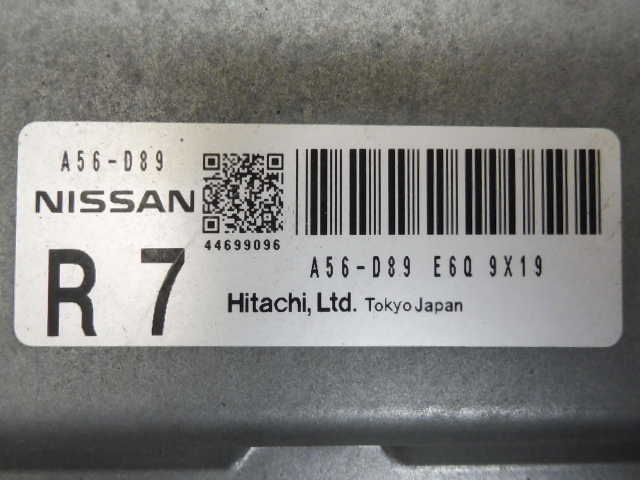 A56-D89
NISSAN
44699096
R 7
A56-D89 E6Q 9X19
Hitachi, Ltd. Tokyo Japan